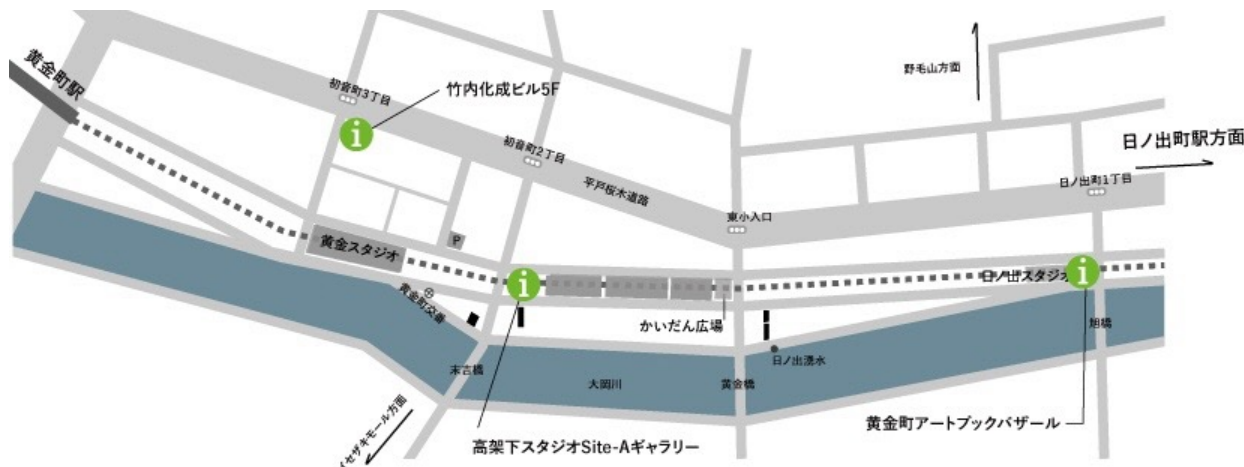 黄金町駅
初音町3丁目
竹内化成ビル5F
i
初音町2丁目
平戸桜木道路
野毛山方面
日ノ出町駅方面
日ノ出町1丁目
東小入口
黄金スタジオ
P
黄金町交番
i
日ノ出スタジオ
i
かいだん広場
日ノ出湧水
旭橋
末吉橋
大岡川
黄金橋
イセザキモール方面
高架下スタジオSite-Aギャラリー
黄金町アートブックバザール